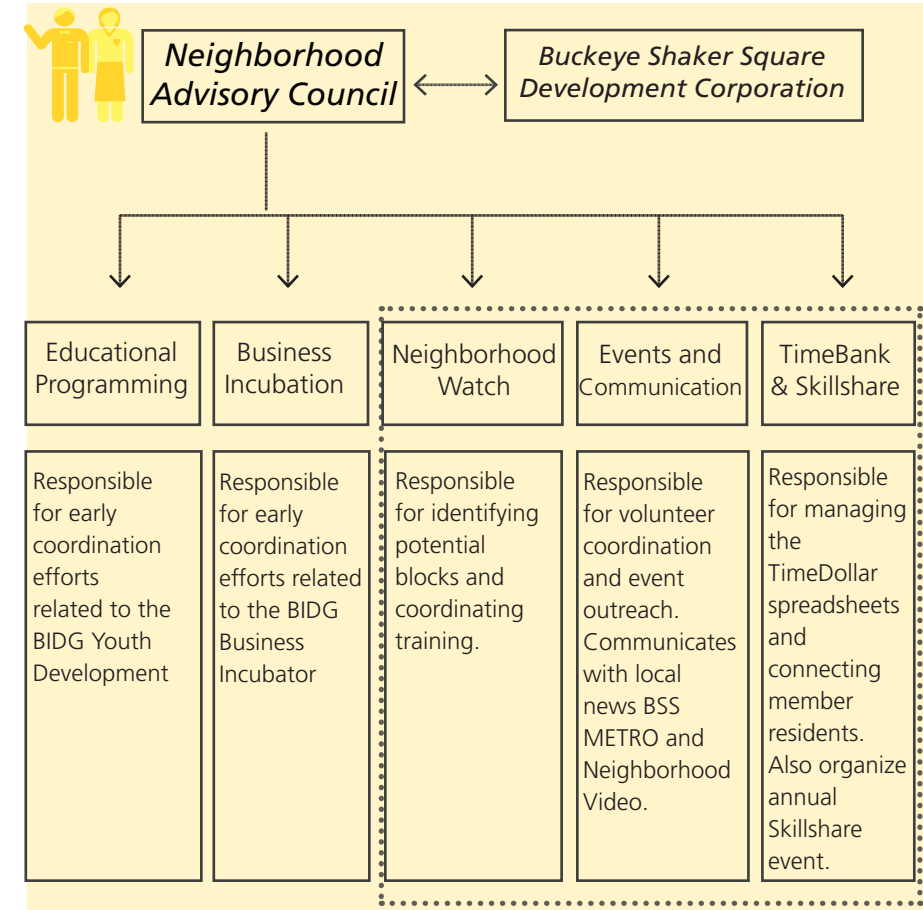 Neighborhood
Advisory Council
Buckeye Shaker Square
Development Corporation
Educational
Programming
Business
Incubation
Neighborhood
Watch
Events and
Communication
TimeBank
& Skillshare
Responsible
for early
coordination
efforts
related to the
BIDG Youth
Development
Responsible
for early
coordination
efforts related
to the BIDG
Business
Incubator
Responsible
for identifying
potential
blocks and
coordinating
training.
Responsible
for volunteer
coordination
and event
outreach.
Communicates
with local
news BSS
METRO and
Neighborhood
Video.
Responsible
for managing
the
TimeDollar
spreadsheets
and
connecting
member
residents.
Also organize
annual
Skillshare
event.